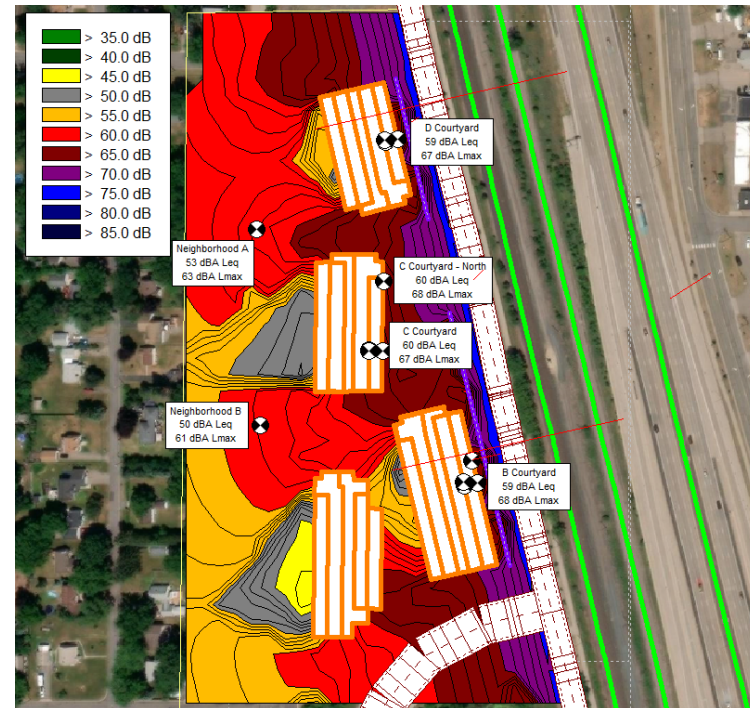 > 35.0 dB
> 40.0 dB
> 45.0 dB
> 50.0 dB
> 55.0 dB
> 60.0 dB
> 65.0 dB
> 70.0 dB
> 75.0 dB
> 80.0 dB
> 85.0 dB
D Courtyard
59 dBA Leq
67 dBA Lmax
Neighborhood A
53 dBA Leq
63 dBA Lmax
C Courtyard - North
60 dBA Leq
68 dBA Lmax
C Courtyard
60 dBA Leq
67 dBA Lmax
Neighborhood B
50 dBA Leq
61 dBA Lmax
B Courtyard
59 dBA Leq
68 dBA Lmax